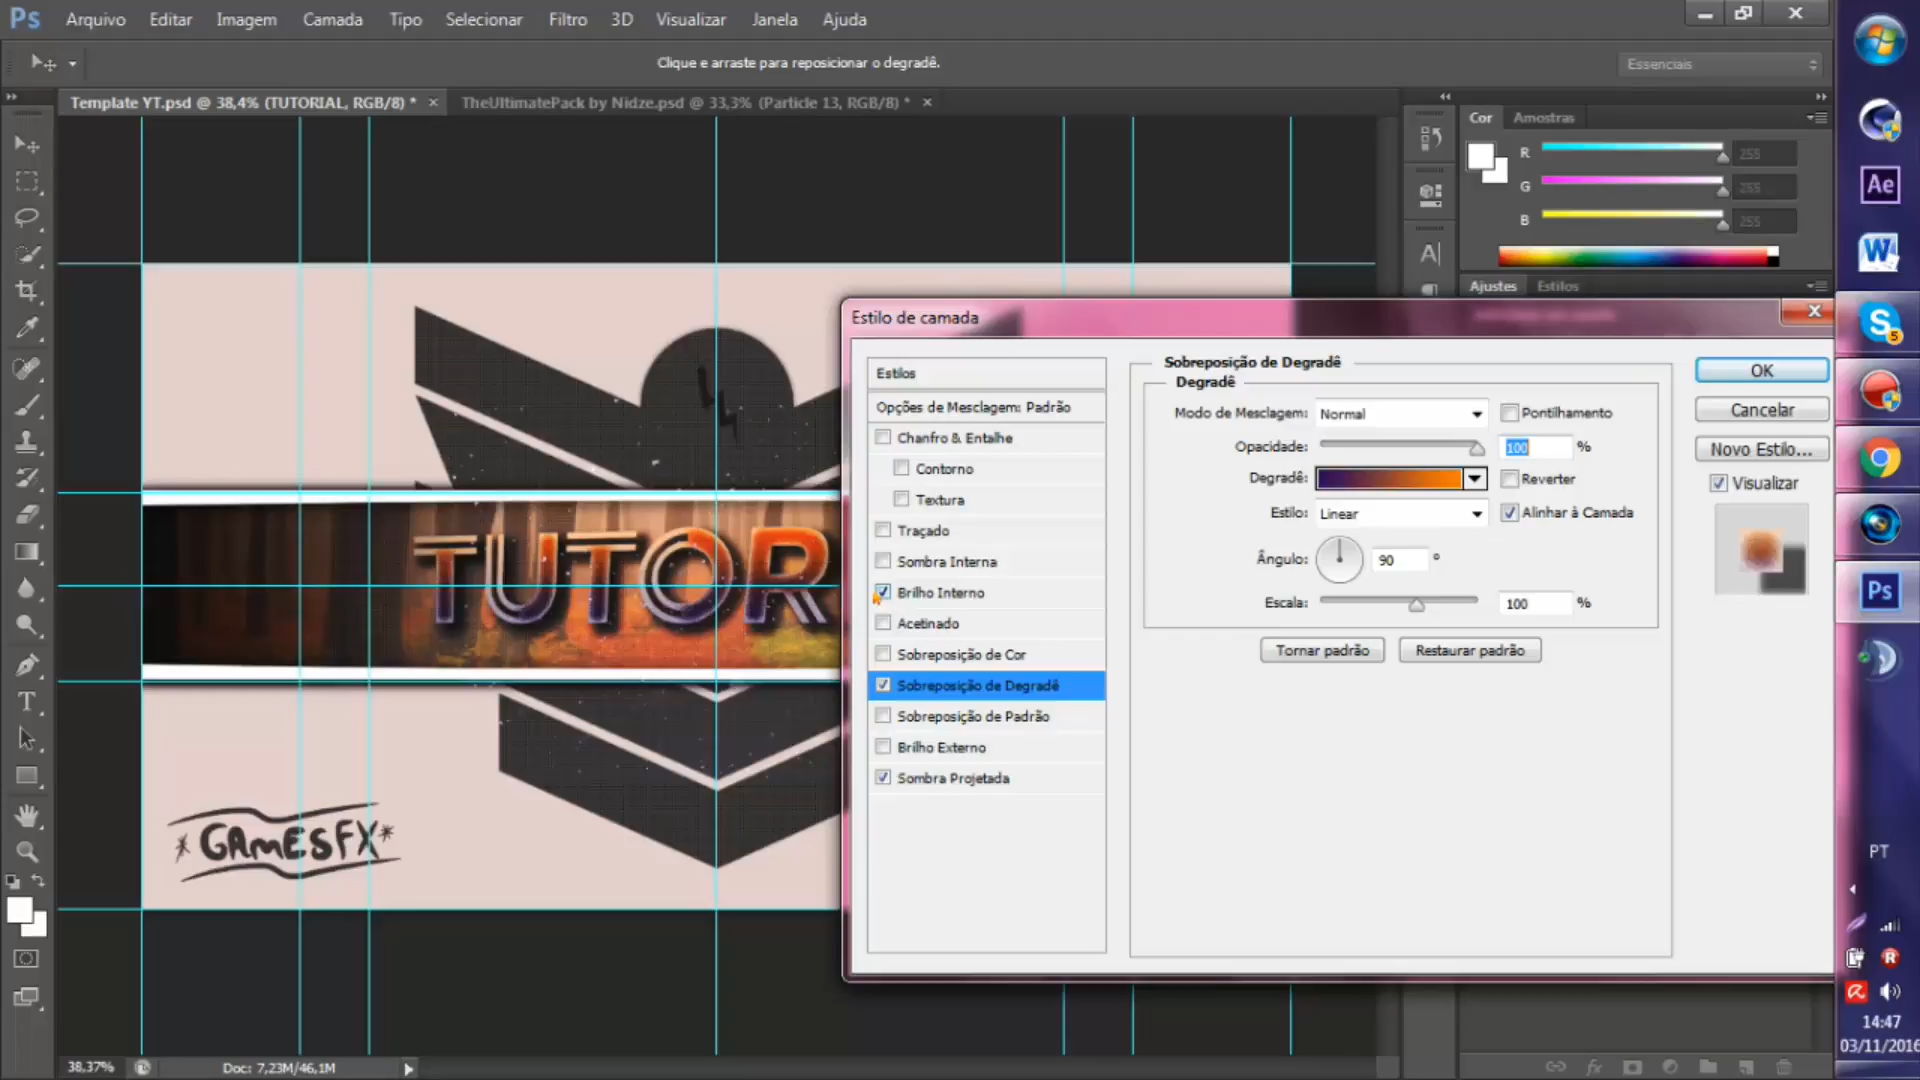 Ps Arquivo Editar Imagem Camada Tipo Selecionar Filtro 3D Visualizar Janela Ajuda
Clique e arraste para reposicionar o degradê.
Essenciais
Template YT.psd @ 38,4% (TUTORIAL, RGB/8) *
TheUltimatePack by Nidze.psd @ 33,3% (Particle 13, RGB/8) *
Cor Amostras
R 255
G 255
B 255
Ajustes Estilos
Estilo de camada
Estilos
Opções de Mesclagem: Padrão
Chanfro & Entalhe
Contorno
Textura
Traçado
Sombra Interna
Brilho Interno
Acetinado
Sobreposição de Cor
Sobreposição de Degradê
Sobreposição de Padrão
Brilho Externo
Sombra Projetada
Sobreposição de Degradê
Degradê
Modo de Mesclagem: Normal Pontilhamento
Opacidade: 100 %
Degradê: Reverter
Estilo: Linear Alinhar à Camada
Ângulo: 90 °
Escala: 100 %
Tornar padrão Restaurar padrão
OK
Cancelar
Novo Estilo...
Visualizar
TUTOR
*GAMESFX*
Ae
W
S 5
Ps
PT
R
14:47
03/11/2016
38,37% Doc: 7,23M/46,1M
fx